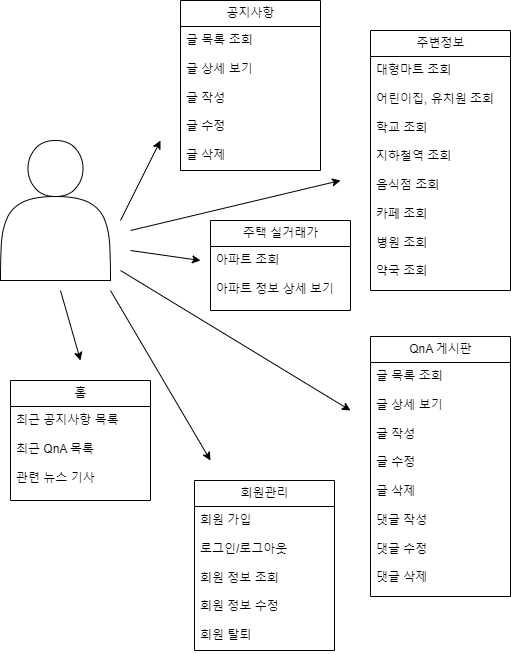 공지사항
글 목록 조회
글 상세 보기
글 작성
글 수정
글 삭제
주변정보
대형마트 조회
어린이집, 유치원 조회
학교 조회
지하철역 조회
음식점 조회
카페 조회
병원 조회
약국 조회
주택 실거래가
아파트 조회
아파트 정보 상세 보기
QnA 게시판
글 목록 조회
글 상세 보기
글 작성
글 수정
글 삭제
댓글 작성
댓글 수정
댓글 삭제
홈
최근 공지사항 목록
최근 QnA 목록
관련 뉴스 기사
회원관리
회원 가입
로그인/로그아웃
회원 정보 조회
회원 정보 수정
회원 탈퇴